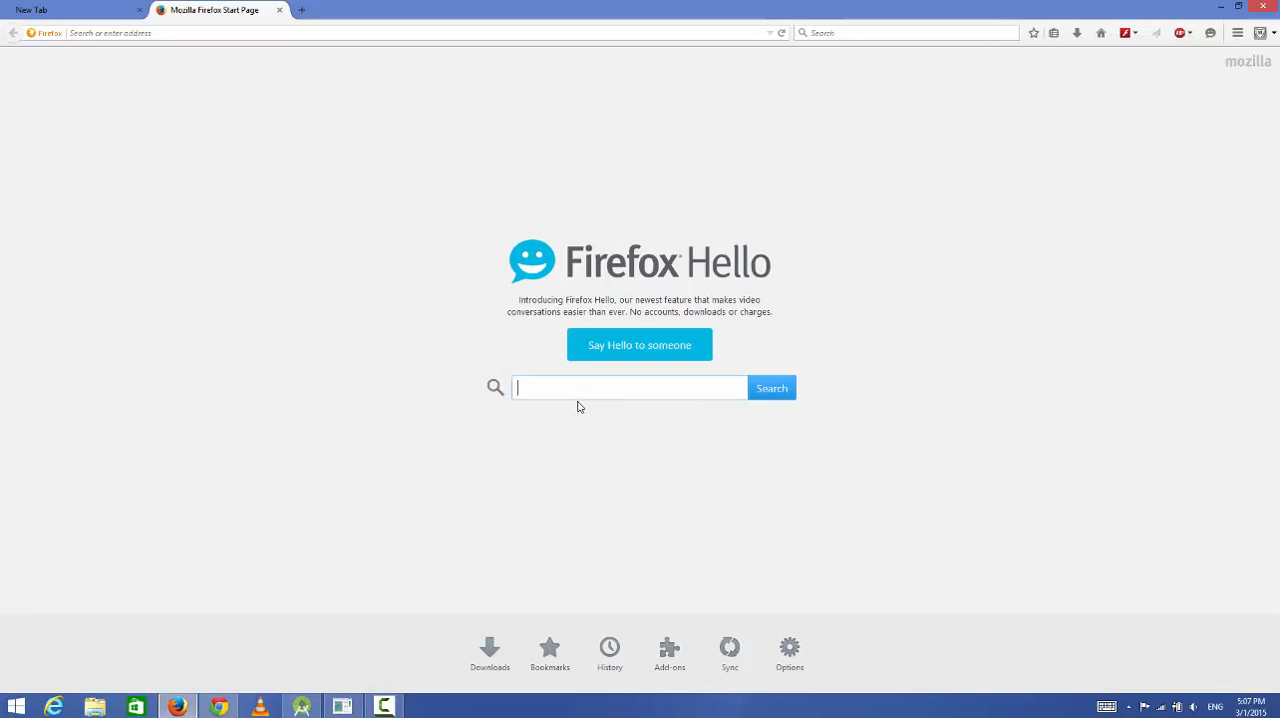 New Tab
Mozilla Firefox Start Page
Firefox
Search or enter address
Search
mozilla
Firefox Hello
Introducing Firefox Hello, our newest feature that makes video
conversations easier than ever. No accounts, downloads or charges.
Say Hello to someone
Search
Downloads
Bookmarks
History
Add-ons
Sync
Options
ENG
5:07 PM
3/1/2015